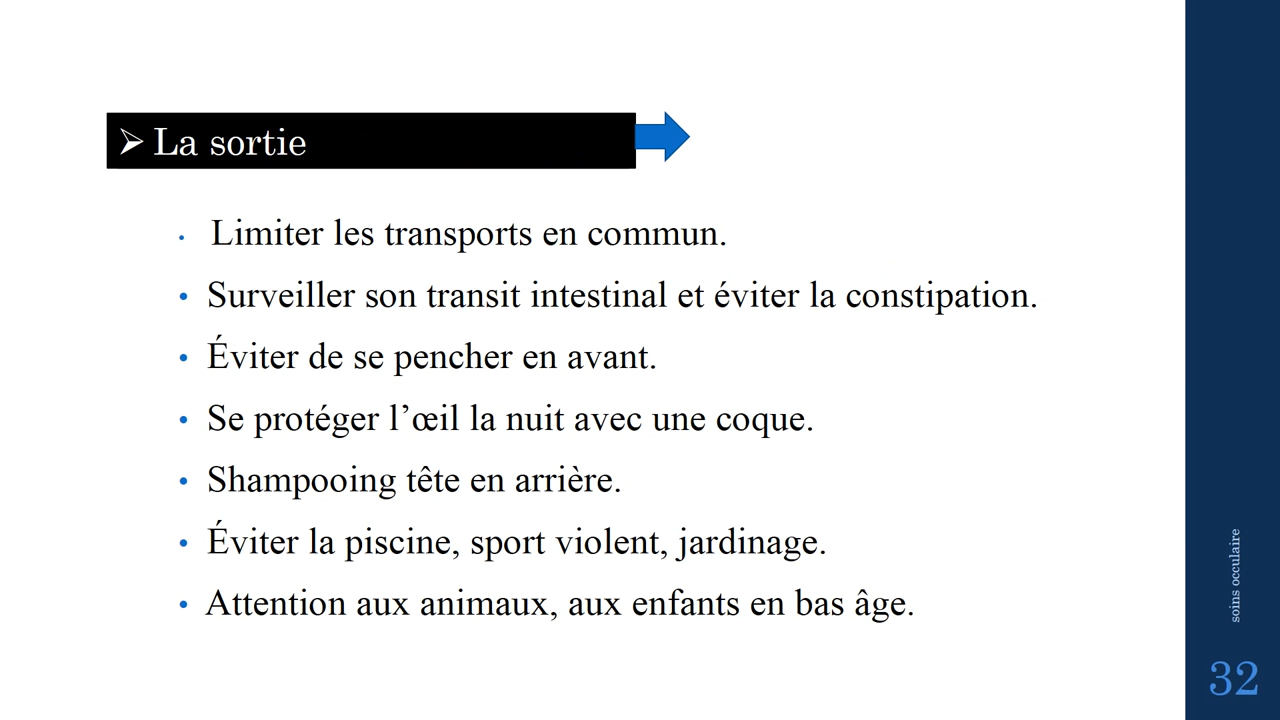 ➢ La sortie
• Limiter les transports en commun.
• Surveiller son transit intestinal et éviter la constipation.
• Éviter de se pencher en avant.
• Se protéger l’œil la nuit avec une coque.
• Shampooing tête en arrière.
• Éviter la piscine, sport violent, jardinage.
• Attention aux animaux, aux enfants en bas âge.
soins occulaire
32